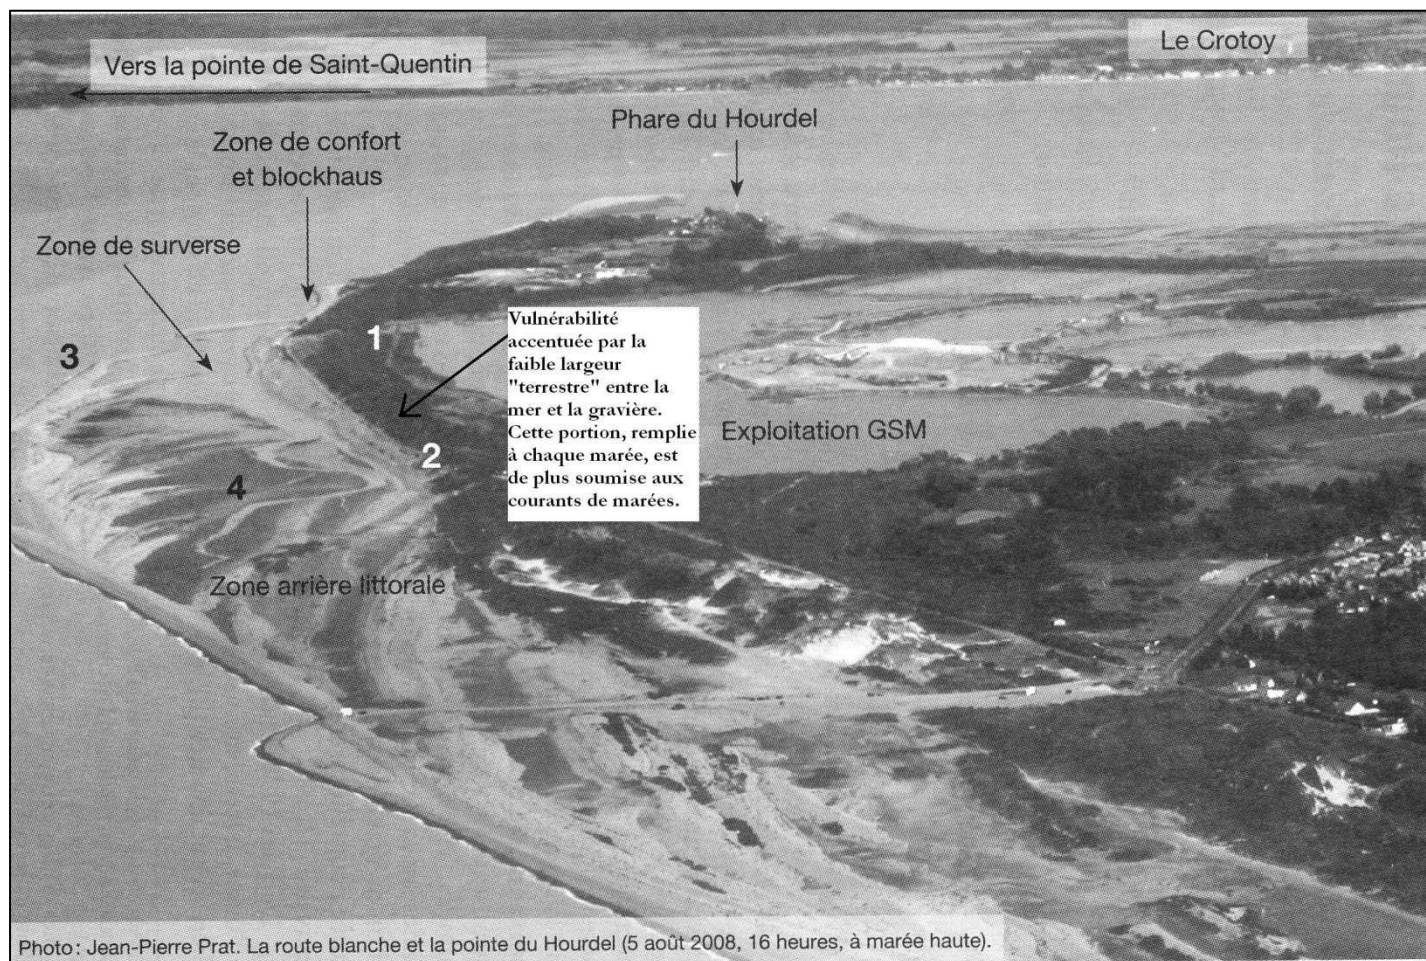 Le Crotoy
Vers la pointe de Saint-Quentin
Phare du Hourdel
Zone de confort
et blockhaus
Zone de surverse
1
Vulnérabilité
accentuée par la
faible largeur
"terrestre" entre la
mer et la gravière.
Cette portion, remplie
à chaque marée, est
de plus soumise aux
courants de marées.
3
Exploitation GSM
2
4
Zone arrière littorale
Photo: Jean-Pierre Prat. La route blanche et la pointe du Hourdel (5 août 2008, 16 heures, à marée haute).